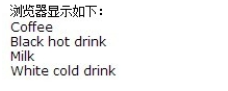 浏览器显示如下：
Coffee
Black hot drink
Milk
White cold drink